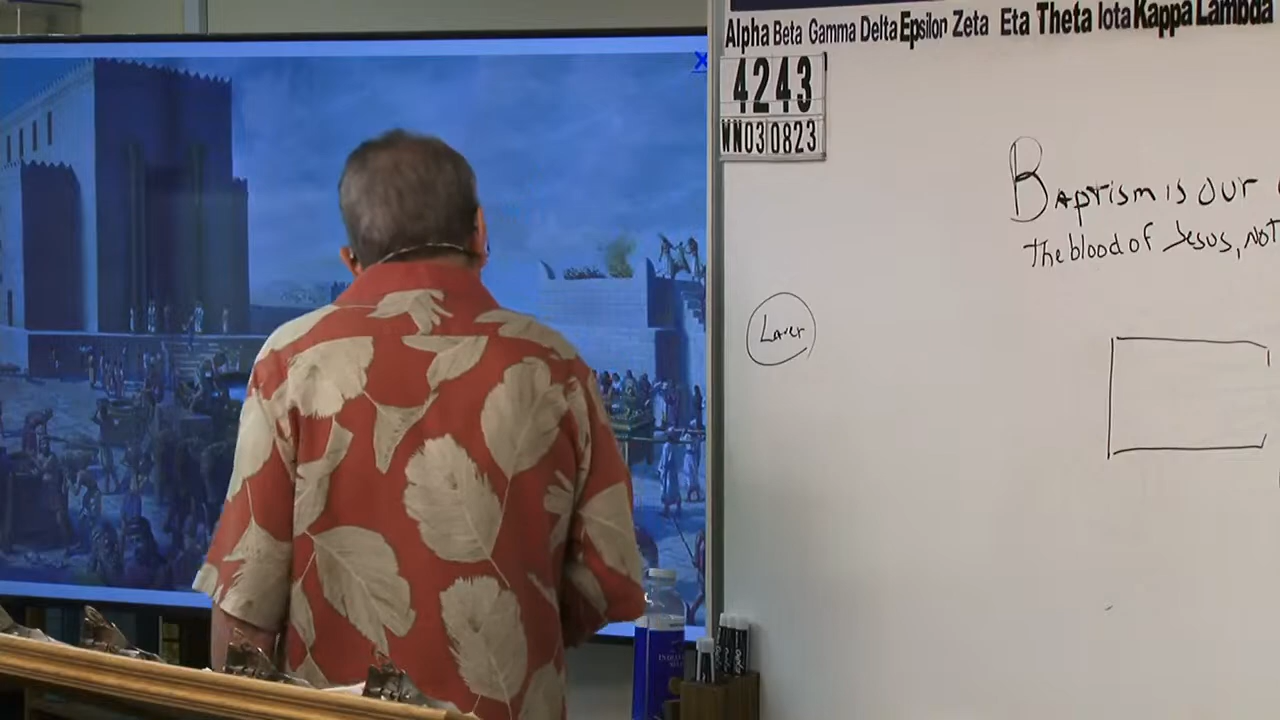 Alpha Beta Gamma Delta Epsilon Zeta Eta Theta Iota Kappa Lambda
4243
WN030823
Baptism is our
The blood of Jesus, not
Laver
X